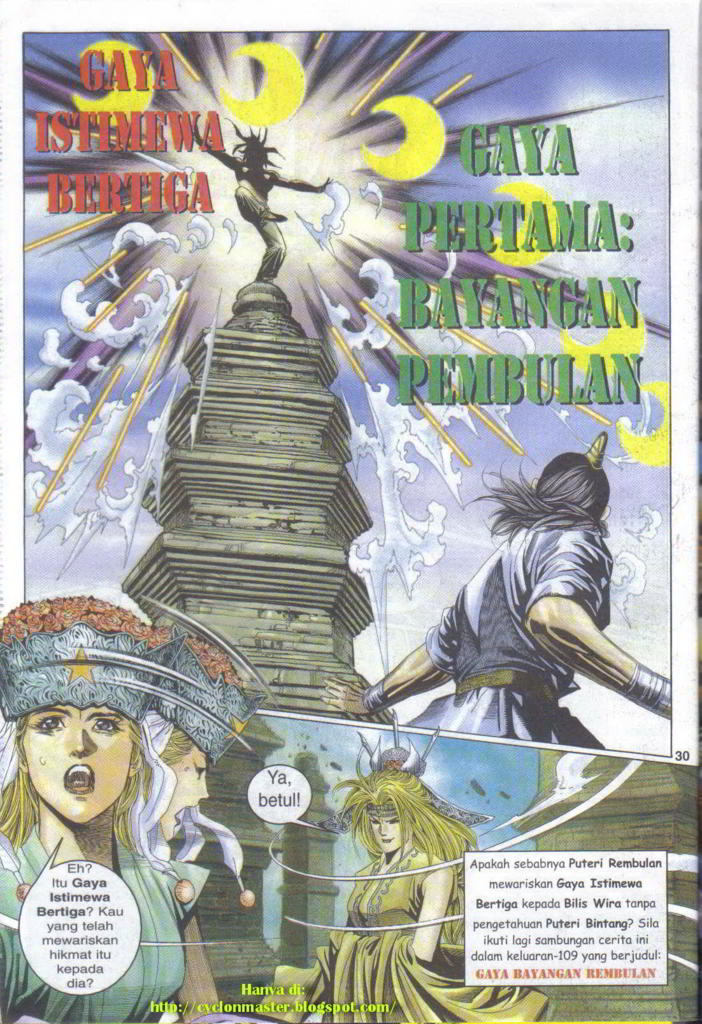 GAYA
ISTIMEWA
BERTIGA
GAYA
PERTAMA:
BAYANGAN
PEMBULAN
30
Ya,
betul!
Eh?
Itu Gaya
Istimewa
Bertiga? Kau
yang telah
mewariskan
hikmat itu
kepada
dia?
Apakah sebabnya Puteri Rembulan
mewariskan Gaya Istimewa
Bertiga kepada Bilis Wira tanpa
pengetahuan Puteri Bintang? Sila
ikuti lagi sambungan cerita ini
dalam keluaran-109 yang berjudul:
GAYA BAYANGAN REMBULAN
Hanya di:
http://cyclonmaster.blogspot.com/